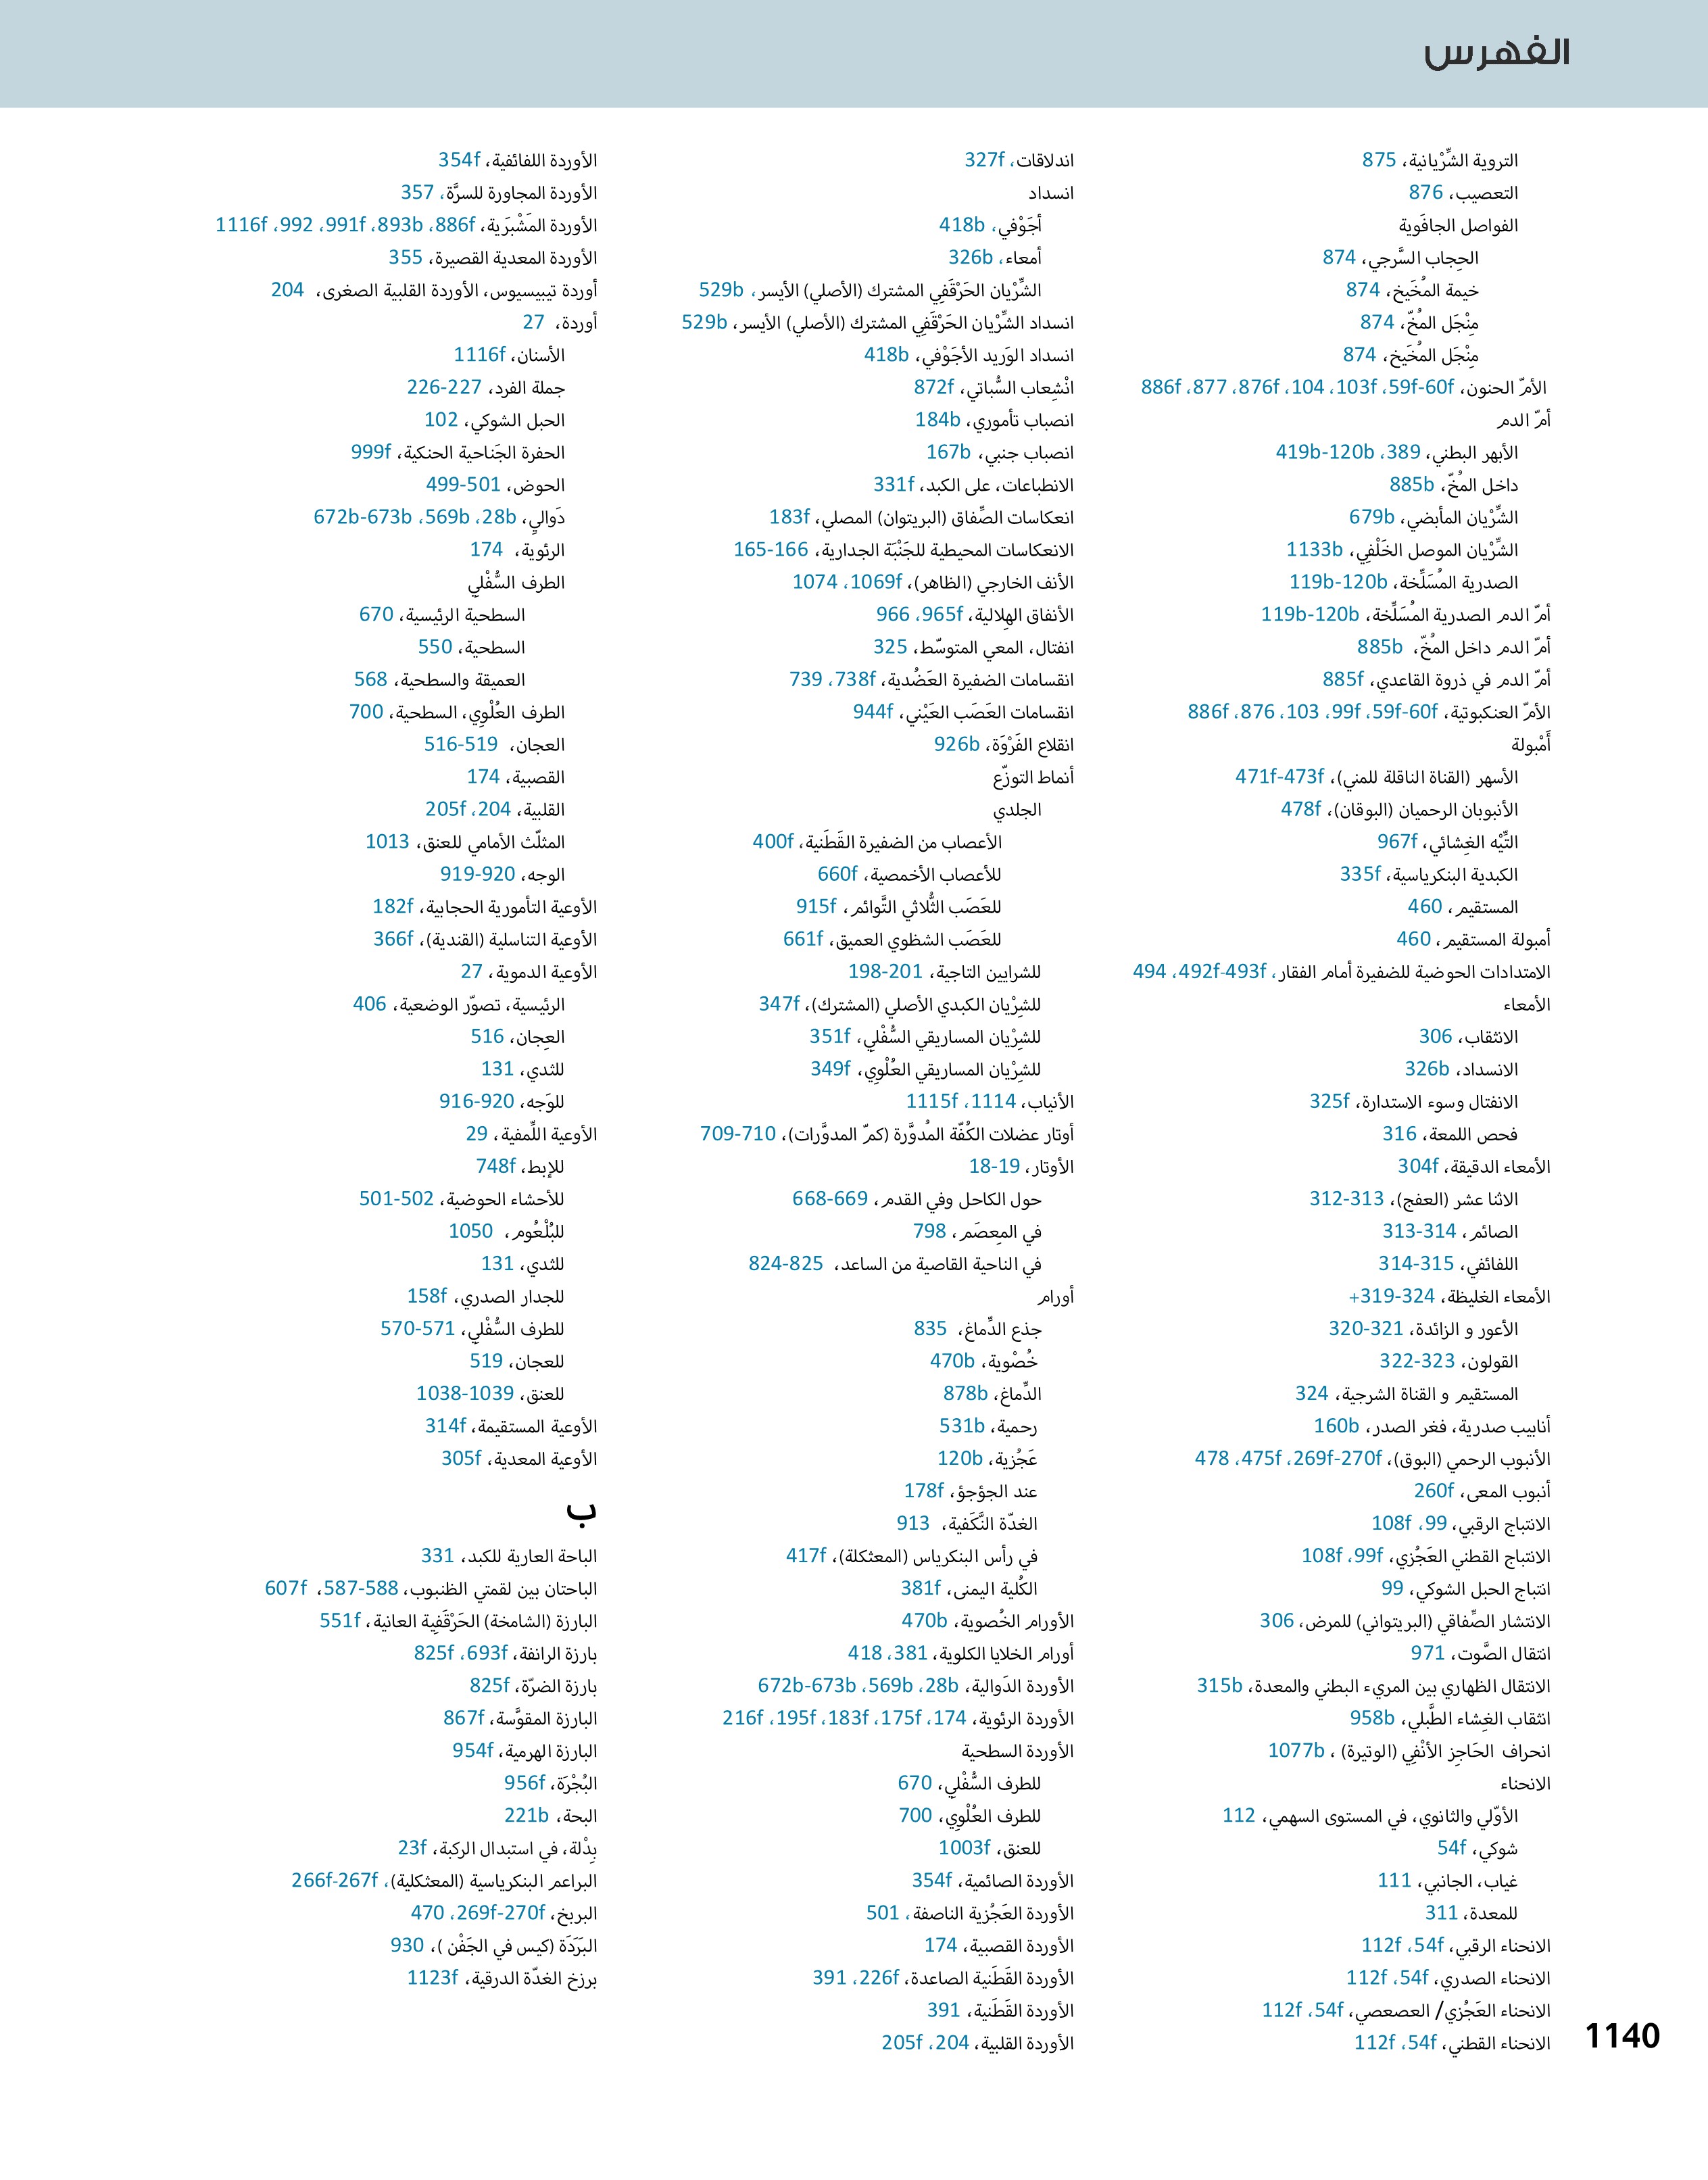 الفهرس
التروية الشِّرْيانية، 875
التعصيب، 876
الفواصل الجافَوية
الحِجاب السَّرجي، 874
خيمة المُخَيخ، 874
مِنْجَل المُخّ، 874
مِنْجَل المُخَيخ، 874
الأمّ الحنون، 59f-60f، 103f، 104، 876f، 877، 886f
أمّ الدم
الأبهر البطني، 389، 419b-120b
داخل المُخّ، 885b
الشِّرْيان المأبضي، 679b
الشِّرْيان الموصل الخَلْفِي، 1133b
الصدرية المُسَلِّخة، 119b-120b
أمّ الدم الصدرية المُسَلِّخة، 119b-120b
أمّ الدم داخل المُخّ، 885b
أمّ الدم في ذروة القاعدي، 885f
الأمّ العنكبوتية، 59f-60f، 99f، 103، 876، 886f
أَمْبولة
الأسهر (القناة الناقلة للمني)، 471f-473f
الأنبوبان الرحميان (البوقان)، 478f
التِّيْه الغِشائي، 967f
الكبدية البنكرياسية، 335f
المستقيم، 460
أمبولة المستقيم، 460
الامتدادات الحوضية للضفيرة أمام الفقار، 492f-493f، 494
الأمعاء
الانثقاب، 306
الانسداد، 326b
الانفتال وسوء الاستدارة، 325f
فحص اللمعة، 316
الأمعاء الدقيقة، 304f
الاثنا عشر (العفج)، 312-313
الصائم، 313-314
اللفائفي، 314-315
الأمعاء الغليظة، 319-324+
الأعور و الزائدة، 320-321
القولون، 322-323
المستقيم و القناة الشرجية، 324
أنابيب صدرية، فغر الصدر، 160b
الأنبوب الرحمي (البوق)، 269f-270f، 475f، 478
أنبوب المعى، 260f
الانتباج الرقبي، 99، 108f
الانتباج القطني العَجُزي، 99f، 108f
انتباج الحبل الشوكي، 99
الانتشار الصِّفاقي (البريتواني) للمرض، 306
انتقال الصَّوت، 971
الانتقال الظهاري بين المريء البطني والمعدة، 315b
انثقاب الغِشاء الطَّبلي، 958b
انحراف الحَاجِز الأنْفِي (الوتيرة) ، 1077b
الانحناء
الأوّلي والثانوي، في المستوى السهمي، 112
شوكي، 54f
غياب، الجانبي، 111
للمعدة، 311
الانحناء الرقبي، 54f، 112f
الانحناء الصدري، 54f، 112f
الانحناء العَجُزي/ العصعصي، 54f، 112f
الانحناء القطني، 54f، 112f
اندلاقات، 327f
انسداد
أجَوْفي، 418b
أمعاء، 326b
الشِّرْيان الحَرْقَفِي المشترك (الأصلي) الأيسر، 529b
انسداد الشِّرْيان الحَرْقَفِي المشترك (الأصلي) الأيسر، 529b
انسداد الوَريد الأجَوْفي، 418b
انْشِعاب السُّباتي، 872f
انصباب تأموري، 184b
انصباب جنبي، 167b
الانطباعات، على الكبد، 331f
انعكاسات الصِّفاق (البريتوان) المصلي، 183f
الانعكاسات المحيطية للجَنْبَة الجدارية، 165-166
الأنف الخارجي (الظاهر)، 1069f، 1074
الأنفاق الهِلالية، 965f، 966
انفتال، المعي المتوسّط، 325
انقسامات الضفيرة العَضُدية، 738f، 739
انقسامات العَصَب العَيْني، 944f
انقلاع الفَرْوَة، 926b
أنماط التوزّع
الجلدي
الأعصاب من الضفيرة القَطَنية، 400f
للأعصاب الأخمصية، 660f
للعَصَب الثُّلاثي التَّوائم، 915f
للعَصَب الشظوي العميق، 661f
للشرايين التاجية، 198-201
للشِرْيان الكبدي الأصلي (المشترك)، 347f
للشِرْيان المساريقي السُّفْلي، 351f
للشِرْيان المساريقي العُلْوِي، 349f
الأنياب، 1114، 1115f
أوتار عضلات الكُفّة المُدوَّرة (كمّ المدوَّرات)، 709-710
الأوتار، 18-19
حول الكاحل وفي القدم، 668-669
في المِعصَم، 798
في الناحية القاصية من الساعد، 824-825
أورام
جذع الدِّماغ، 835
خُصْوية، 470b
الدِّماغ، 878b
رحمية، 531b
عَجُزية، 120b
عند الجؤجؤ، 178f
الغدّة النَّكَفية، 913
في رأس البنكرياس (المعثكلة)، 417f
الكُلية اليمنى، 381f
الأورام الخُصوية، 470b
أورام الخلايا الكلوية، 381، 418
الأوردة الدَوالية، 28b، 569b، 672b-673b
الأوردة الرئوية، 174، 175f، 183f، 195f، 216f
الأوردة السطحية
للطرف السُّفْلي، 670
للطرف العُلْوِي، 700
للعنق، 1003f
الأوردة الصائمية، 354f
الأوردة العَجُزية الناصفة، 501
الأوردة القصبية، 174
الأوردة القَطَنية الصاعدة، 226f، 391
الأوردة القَطَنية، 391
الأوردة القلبية، 204، 205f
الأوردة اللفائفية، 354f
الأوردة المجاورة للسرَّة، 357
الأوردة المَشْبَرَية، 886f، 893b، 991f، 992، 1116f
الأوردة المعدية القصيرة، 355
أوردة تيبيسيوس، الأوردة القلبية الصغرى، 204
أوردة، 27
الأسنان، 1116f
جملة الفرد، 226-227
الحبل الشوكي، 102
الحفرة الجَناحية الحنكية، 999f
الحوض، 499-501
دَوالي، 28b، 569b، 672b-673b
الرئوية، 174
الطرف السُّفْلي
السطحية الرئيسية، 670
السطحية، 550
العميقة والسطحية، 568
الطرف العُلْوِي، السطحية، 700
العجان، 516-519
القصبية، 174
القلبية، 204، 205f
المثلّث الأمامي للعنق، 1013
الوجه، 919-920
الأوعية التأمورية الحجابية، 182f
الأوعية التناسلية (القندية)، 366f
الأوعية الدموية، 27
الرئيسية، تصوّر الوضعية، 406
العِجان، 516
للثدي، 131
للوَجه، 916-920
الأوعية اللِّمفية، 29
للإبط، 748f
للأحشاء الحوضية، 501-502
للبُلْعُوم، 1050
للثدي، 131
للجدار الصدري، 158f
للطرف السُّفْلي، 570-571
للعجان، 519
للعنق، 1038-1039
الأوعية المستقيمة، 314f
الأوعية المعدية، 305f
ب
الباحة العارية للكبد، 331
الباحتان بين لقمتي الظنبوب، 587-588، 607f
البارزة (الشامخة) الحَرْقَفِية العانية، 551f
بارزة الرانفة، 693f، 825f
بارزة الضرّة، 825f
البارزة المقوَّسة، 867f
البارزة الهرمية، 954f
البُجْرَة، 956f
البحة، 221b
بِدْلة، في استبدال الركبة، 23f
البراعم البنكرياسية (المعثكلية)، 266f-267f
البربخ، 269f-270f، 470
البَرَدَة (كيس في الجَفْن )، 930
برزخ الغدّة الدرقية، 1123f
1140